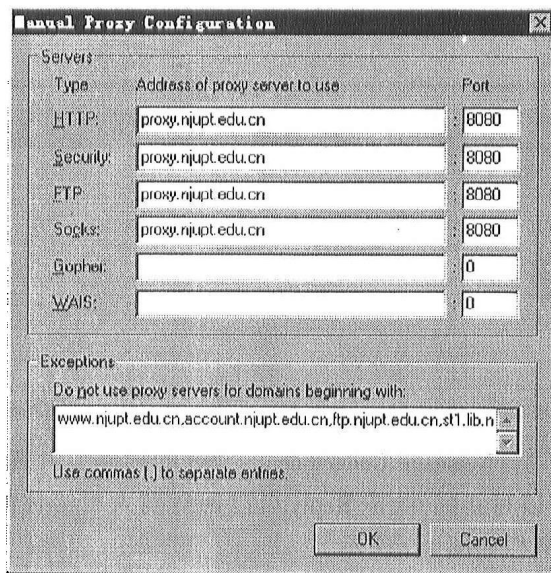 Manual Proxy Configuration
Servers
Type Address of proxy server to use Port
HTTP: proxy.njupt.edu.cn : 8080
Security: proxy.njupt.edu.cn : 8080
FTP proxy.njupt.edu.cn : 8080
Socks: proxy.njupt.edu.cn : 8080
Gopher: : 0
WAIS: : 0
Exceptions
Do not use proxy servers for domains beginning with:
www.njupt.edu.cn,account.njupt.edu.cn,ftp.njupt.edu.cn,st1.lib.n
Use commas (,) to separate entries.
OK Cancel